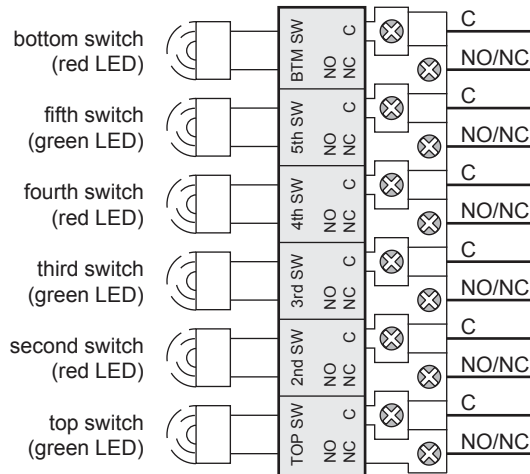 bottom switch
(red LED)
BTM SW
NO
NC
C
C
NO/NC
fifth switch
(green LED)
5th SW
NO
NC
C
C
NO/NC
fourth switch
(red LED)
4th SW
NO
NC
C
C
NO/NC
third switch
(green LED)
3rd SW
NO
NC
C
C
NO/NC
second switch
(red LED)
2nd SW
NO
NC
C
C
NO/NC
top switch
(green LED)
TOP SW
NO
NC
C
C
NO/NC